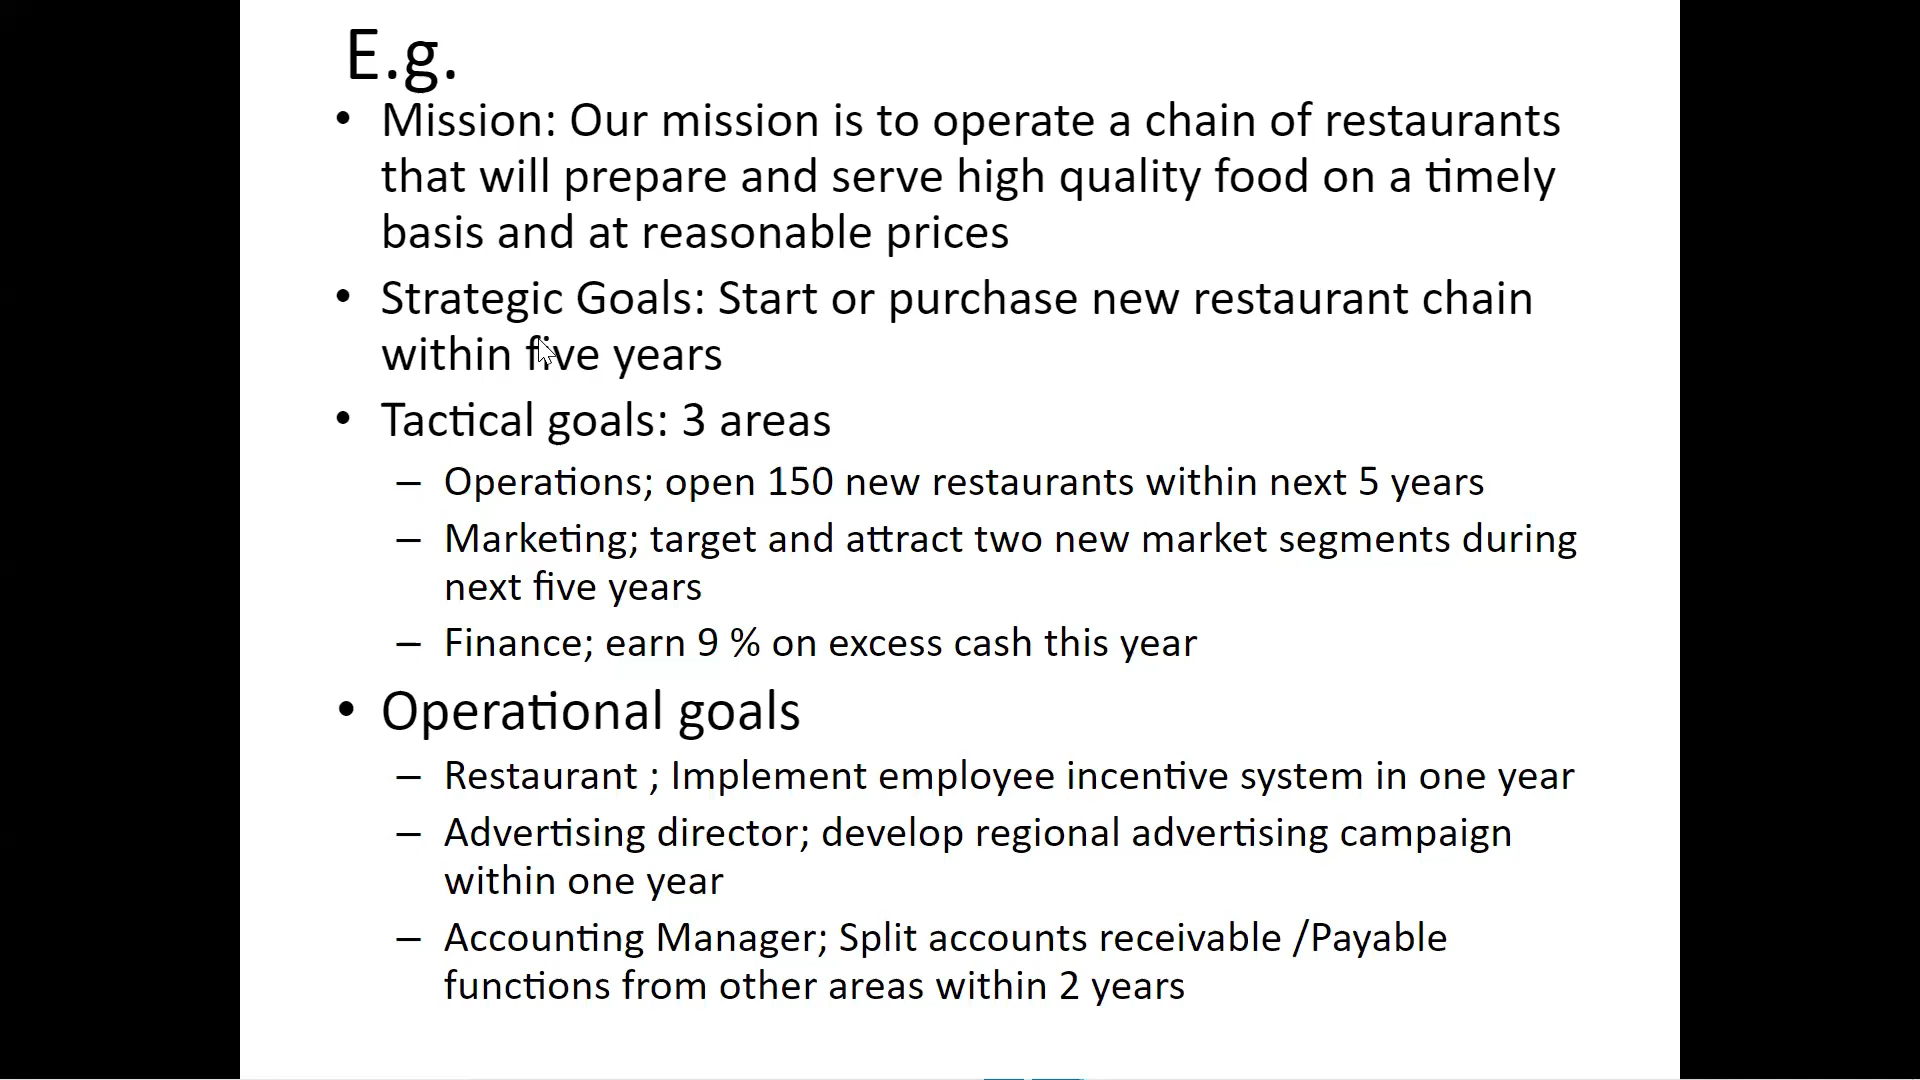 E.g.
• Mission: Our mission is to operate a chain of restaurants
that will prepare and serve high quality food on a timely
basis and at reasonable prices
• Strategic Goals: Start or purchase new restaurant chain
within five years
• Tactical goals: 3 areas
– Operations; open 150 new restaurants within next 5 years
– Marketing; target and attract two new market segments during
next five years
– Finance; earn 9 % on excess cash this year
• Operational goals
– Restaurant ; Implement employee incentive system in one year
– Advertising director; develop regional advertising campaign
within one year
– Accounting Manager; Split accounts receivable /Payable
functions from other areas within 2 years